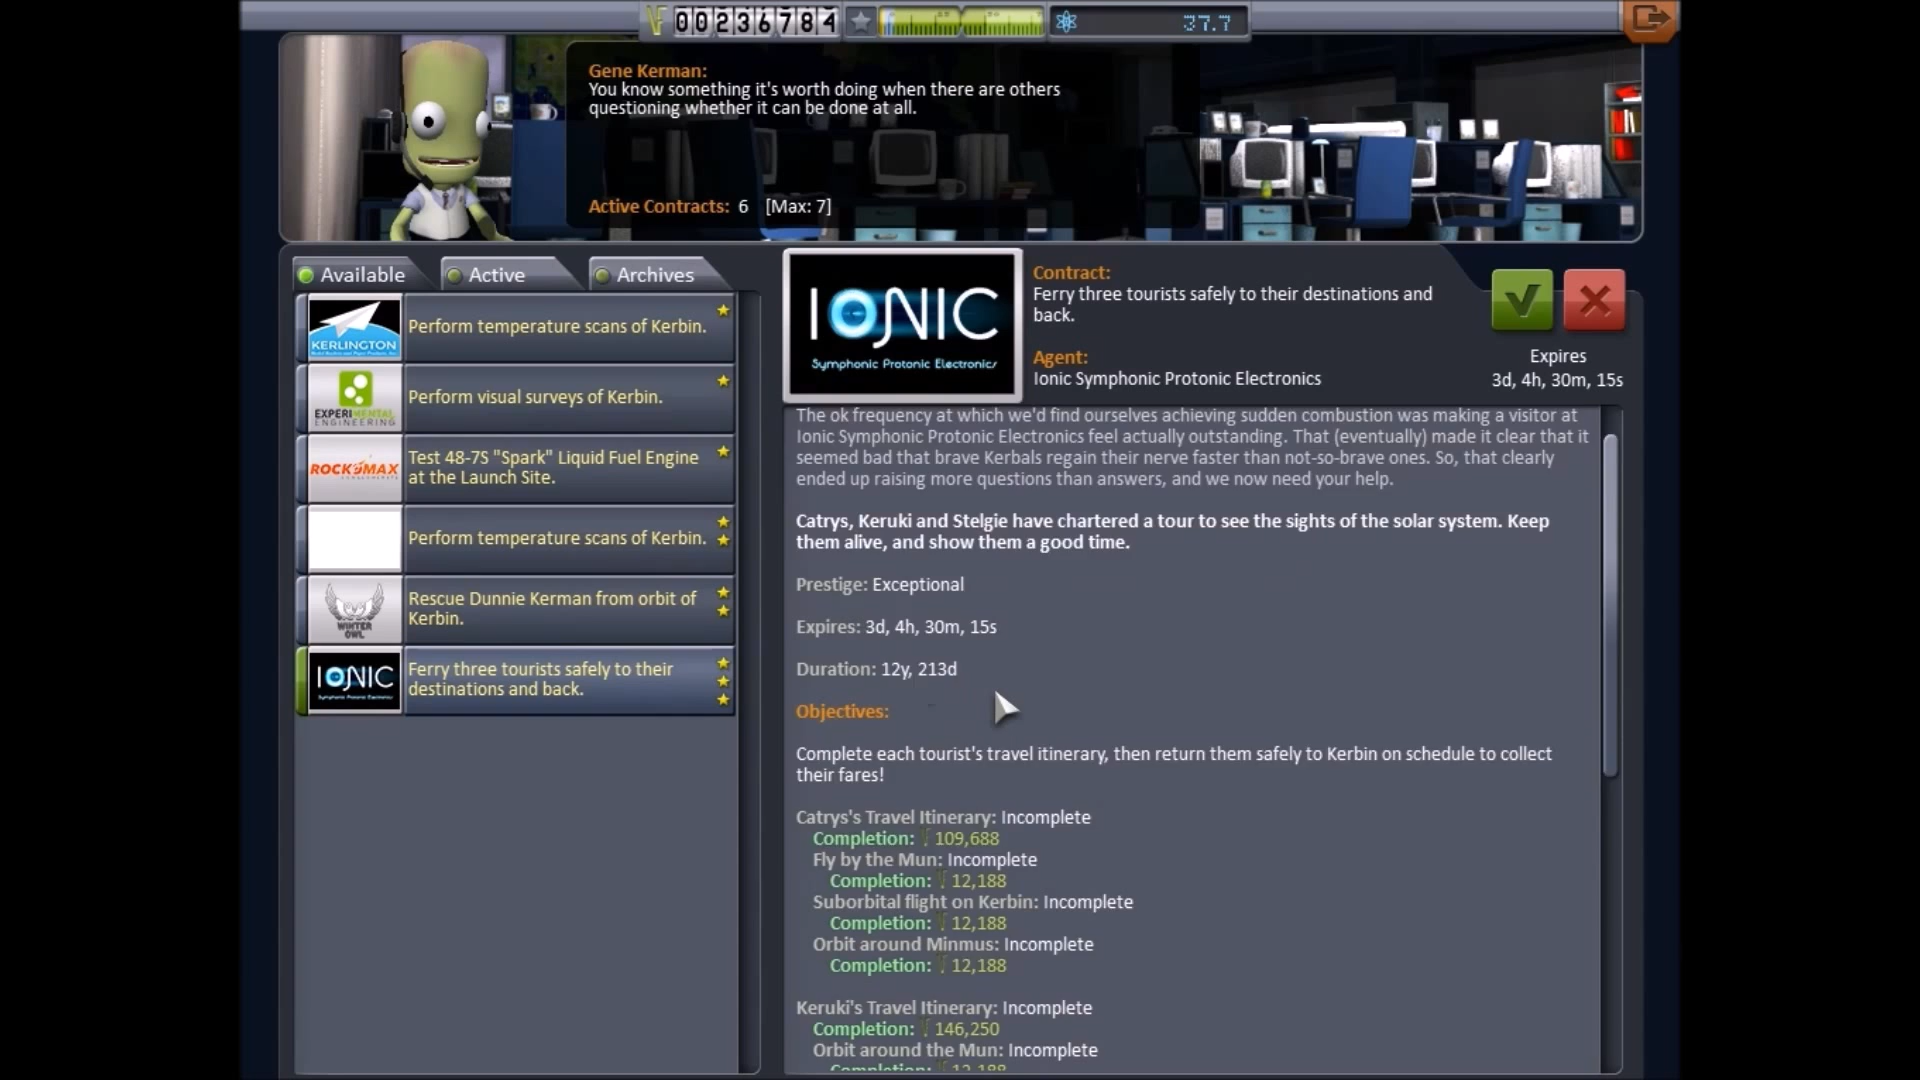 00236784
37.7
Gene Kerman:
You know something it's worth doing when there are others
questioning whether it can be done at all.
Active Contracts: 6 [Max: 7]
Available
Active
Archives
KERLINGTON
Perform temperature scans of Kerbin.
EXPERIMENTAL
ENGINEERING
Perform visual surveys of Kerbin.
ROCKOMAX
Test 48-7S "Spark" Liquid Fuel Engine
at the Launch Site.
Perform temperature scans of Kerbin.
WINTER
OWL
Rescue Dunnie Kerman from orbit of
Kerbin.
IONIC
Ferry three tourists safely to their
destinations and back.
IONIC
Symphonic Protonic Electronics
Contract:
Ferry three tourists safely to their destinations and
back.
Agent:
Ionic Symphonic Protonic Electronics
Expires
3d, 4h, 30m, 15s
The ok frequency at which we'd find ourselves achieving sudden combustion was making a visitor at
Ionic Symphonic Protonic Electronics feel actually outstanding. That (eventually) made it clear that it
seemed bad that brave Kerbals regain their nerve faster than not-so-brave ones. So, that clearly
ended up raising more questions than answers, and we now need your help.
Catrys, Keruki and Stelgie have chartered a tour to see the sights of the solar system. Keep
them alive, and show them a good time.
Prestige: Exceptional
Expires: 3d, 4h, 30m, 15s
Duration: 12y, 213d
Objectives:
Complete each tourist's travel itinerary, then return them safely to Kerbin on schedule to collect
their fares!
Catrys's Travel Itinerary: Incomplete
Completion: 109,688
Fly by the Mun: Incomplete
Completion: 12,188
Suborbital flight on Kerbin: Incomplete
Completion: 12,188
Orbit around Minmus: Incomplete
Completion: 12,188
Keruki's Travel Itinerary: Incomplete
Completion: 146,250
Orbit around the Mun: Incomplete
Completion: 12,188